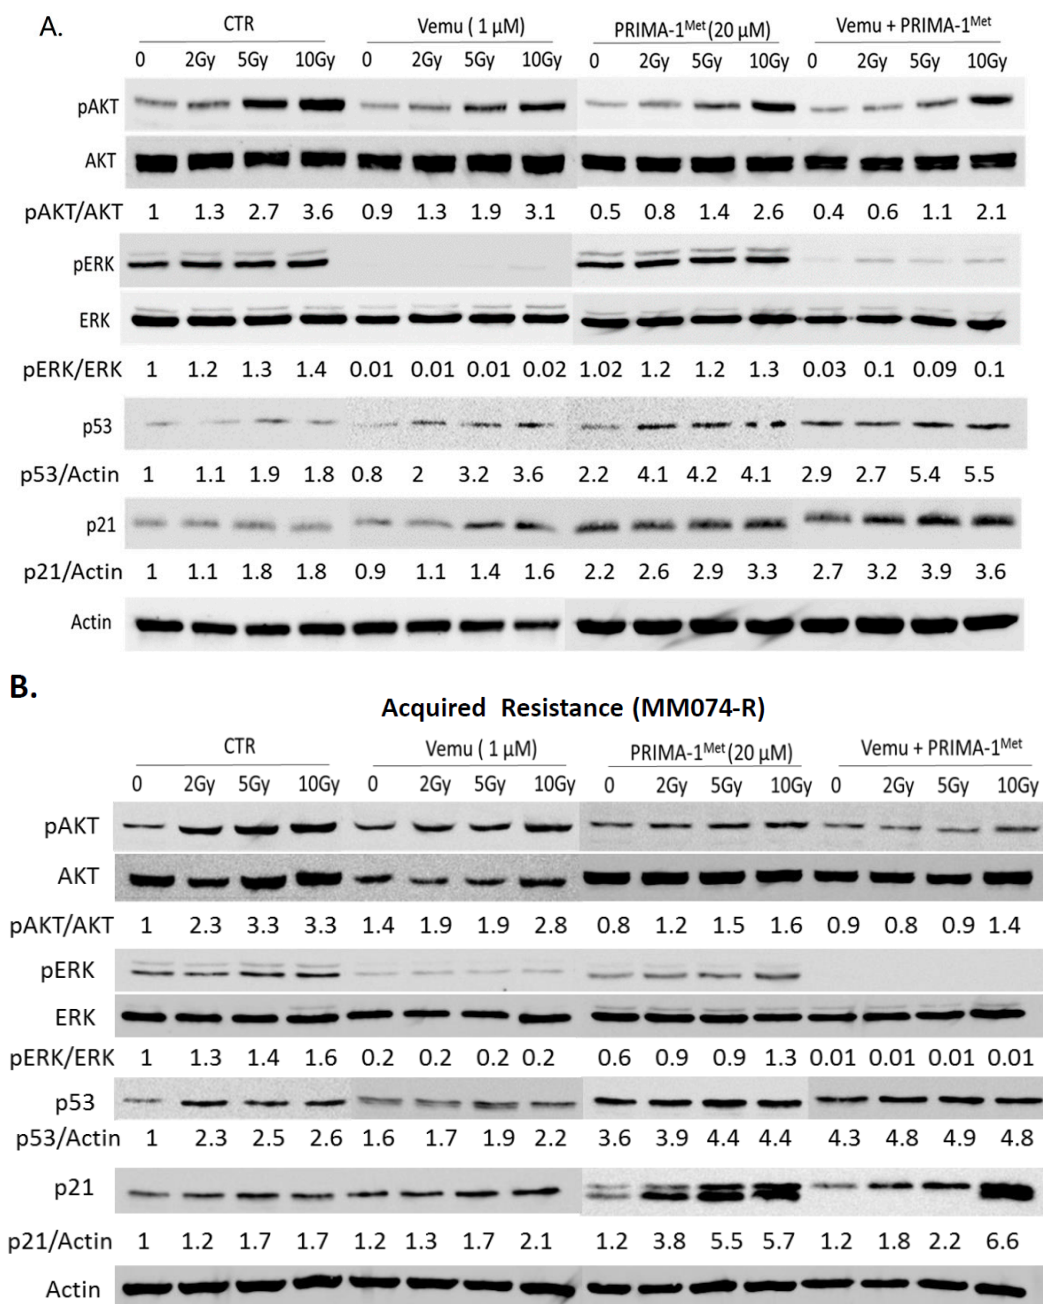 A.
CTR Vemu ( 1 µM) PRIMA-1Met (20 µM) Vemu + PRIMA-1Met
0 2Gy 5Gy 10Gy 0 2Gy 5Gy 10Gy 0 2Gy 5Gy 10Gy 0 2Gy 5Gy 10Gy
pAKT
AKT
pAKT/AKT 1 1.3 2.7 3.6 0.9 1.3 1.9 3.1 0.5 0.8 1.4 2.6 0.4 0.6 1.1 2.1
pERK
ERK
pERK/ERK 1 1.2 1.3 1.4 0.01 0.01 0.01 0.02 1.02 1.2 1.2 1.3 0.03 0.1 0.09 0.1
p53
p53/Actin 1 1.1 1.9 1.8 0.8 2 3.2 3.6 2.2 4.1 4.2 4.1 2.9 2.7 5.4 5.5
p21
p21/Actin 1 1.1 1.8 1.8 0.9 1.1 1.4 1.6 2.2 2.6 2.9 3.3 2.7 3.2 3.9 3.6
Actin
B.
Acquired Resistance (MM074-R)
CTR Vemu ( 1 µM) PRIMA-1Met (20 µM) Vemu + PRIMA-1Met
0 2Gy 5Gy 10Gy 0 2Gy 5Gy 10Gy 0 2Gy 5Gy 10Gy 0 2Gy 5Gy 10Gy
pAKT
AKT
pAKT/AKT 1 2.3 3.3 3.3 1.4 1.9 1.9 2.8 0.8 1.2 1.5 1.6 0.9 0.8 0.9 1.4
pERK
ERK
pERK/ERK 1 1.3 1.4 1.6 0.2 0.2 0.2 0.2 0.6 0.9 0.9 1.3 0.01 0.01 0.01 0.01
p53
p53/Actin 1 2.3 2.5 2.6 1.6 1.7 1.9 2.2 3.6 3.9 4.4 4.4 4.3 4.8 4.9 4.8
p21
p21/Actin 1 1.2 1.7 1.7 1.2 1.3 1.7 2.1 1.2 3.8 5.5 5.7 1.2 1.8 2.2 6.6
Actin